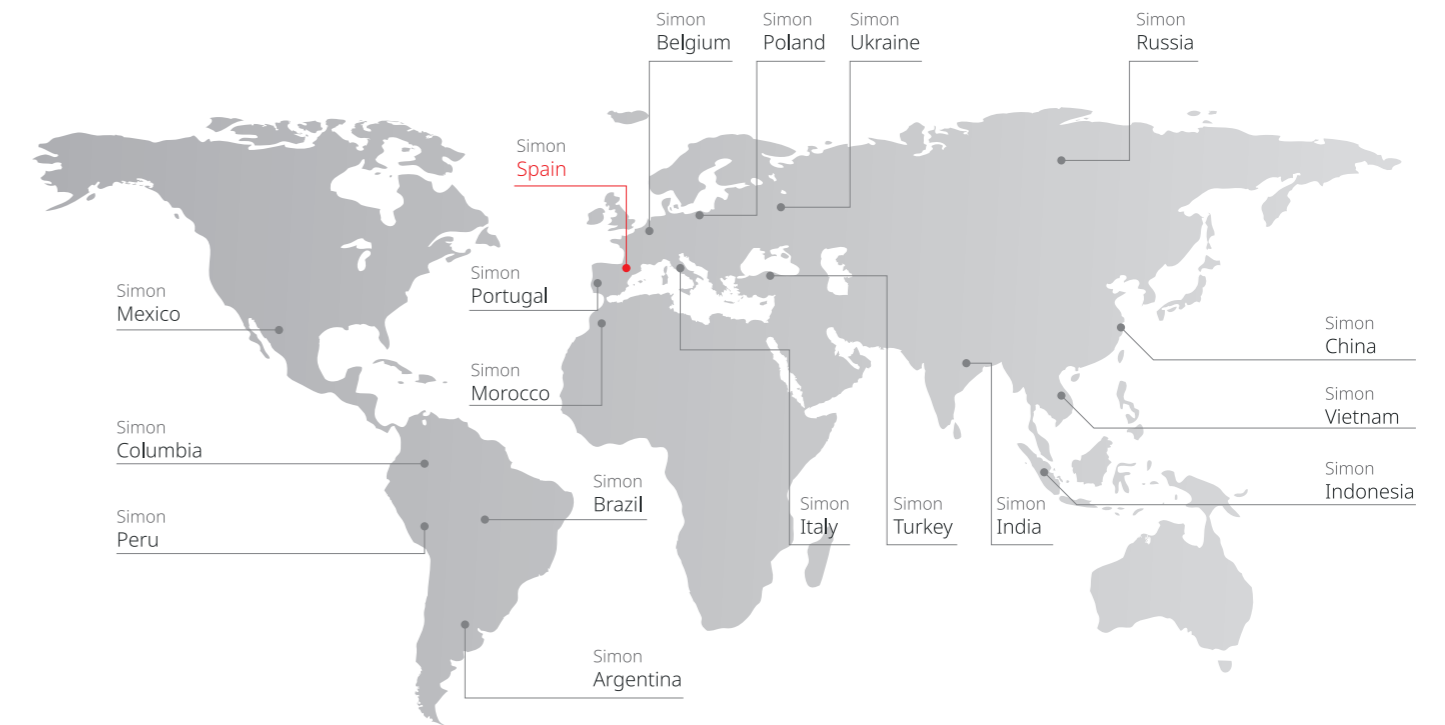 Simon
Belgium
Simon
Poland
Simon
Ukraine
Simon
Russia
Simon
Spain
Simon
Portugal
Simon
Mexico
Simon
China
Simon
Morocco
Simon
Vietnam
Simon
Columbia
Simon
Indonesia
Simon
Brazil
Simon
Italy
Simon
Turkey
Simon
India
Simon
Peru
Simon
Argentina